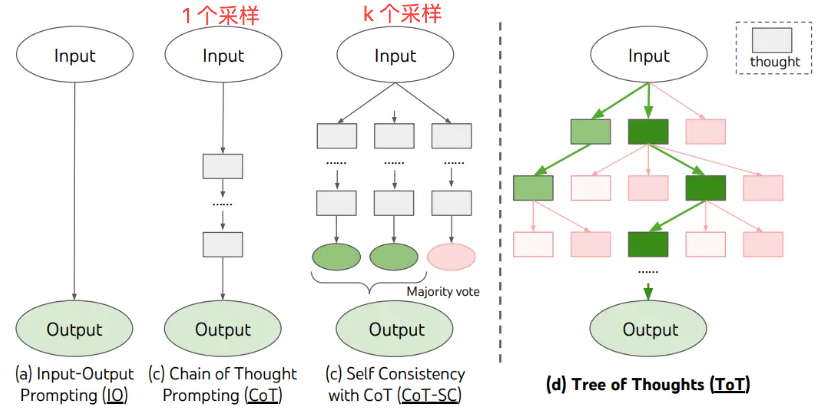 1 个采样
k 个采样
Input
Input
Input
Input
thought
......
......
......
......
......
Majority vote
Output
Output
Output
Output
(a) Input-Output
Prompting (IO)
(c) Chain of Thought
Prompting (CoT)
(c) Self Consistency
with CoT (CoT-SC)
(d) Tree of Thoughts (ToT)